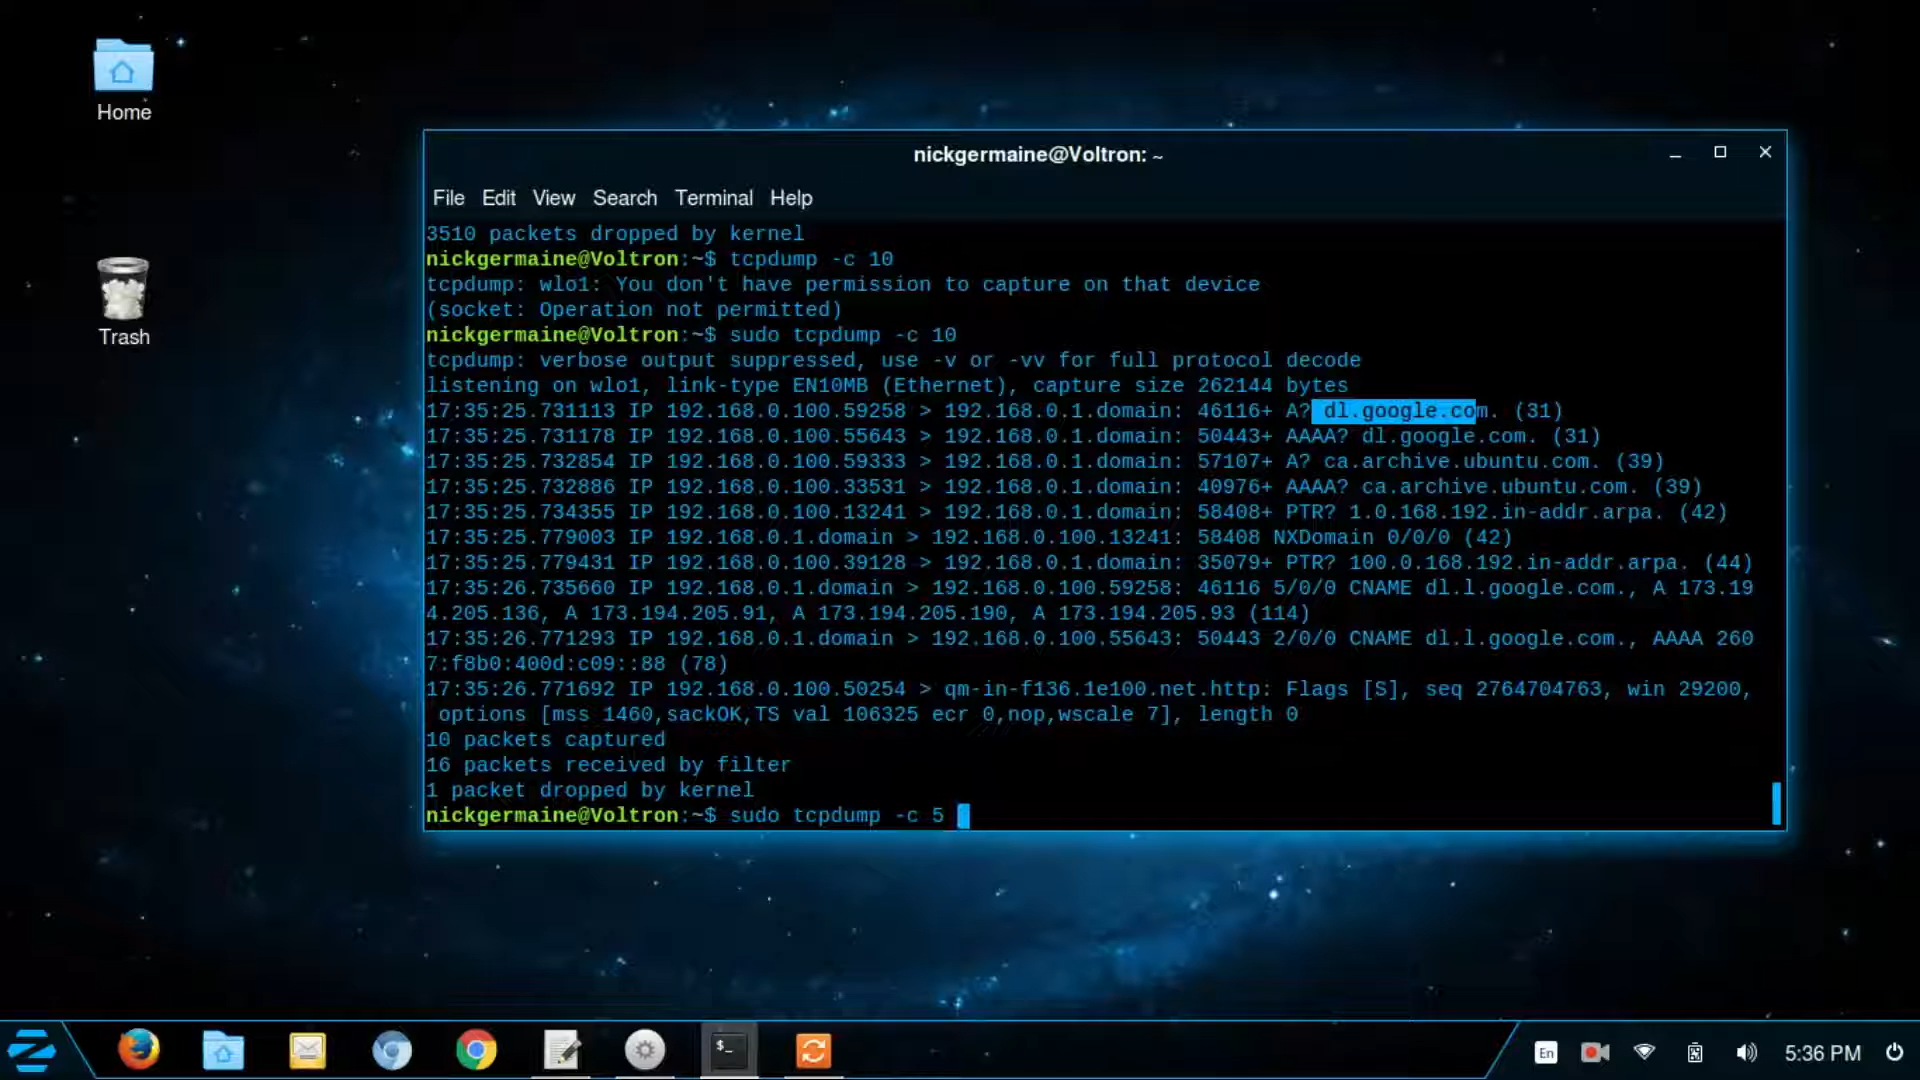 Home
Trash
nickgermaine@Voltron: ~
File Edit View Search Terminal Help
3510 packets dropped by kernel
nickgermaine@Voltron:~$ tcpdump -c 10
tcpdump: wlo1: You don't have permission to capture on that device
(socket: Operation not permitted)
nickgermaine@Voltron:~$ sudo tcpdump -c 10
tcpdump: verbose output suppressed, use -v or -vv for full protocol decode
listening on wlo1, link-type EN10MB (Ethernet), capture size 262144 bytes
17:35:25.731113 IP 192.168.0.100.59258 > 192.168.0.1.domain: 46116+ A? dl.google.com. (31)
17:35:25.731178 IP 192.168.0.100.55643 > 192.168.0.1.domain: 50443+ AAAA? dl.google.com. (31)
17:35:25.732854 IP 192.168.0.100.59333 > 192.168.0.1.domain: 57107+ A? ca.archive.ubuntu.com. (39)
17:35:25.732886 IP 192.168.0.100.33531 > 192.168.0.1.domain: 40976+ AAAA? ca.archive.ubuntu.com. (39)
17:35:25.734355 IP 192.168.0.100.13241 > 192.168.0.1.domain: 58408+ PTR? 1.0.168.192.in-addr.arpa. (42)
17:35:25.779003 IP 192.168.0.1.domain > 192.168.0.100.13241: 58408 NXDomain 0/0/0 (42)
17:35:25.779431 IP 192.168.0.100.39128 > 192.168.0.1.domain: 35079+ PTR? 100.0.168.192.in-addr.arpa. (44)
17:35:26.735660 IP 192.168.0.1.domain > 192.168.0.100.59258: 46116 5/0/0 CNAME dl.l.google.com., A 173.19
4.205.136, A 173.194.205.91, A 173.194.205.190, A 173.194.205.93 (114)
17:35:26.771293 IP 192.168.0.1.domain > 192.168.0.100.55643: 50443 2/0/0 CNAME dl.l.google.com., AAAA 260
7:f8b0:400d:c09::88 (78)
17:35:26.771692 IP 192.168.0.100.50254 > qm-in-f136.1e100.net.http: Flags [S], seq 2764704763, win 29200,
options [mss 1460,sackOK,TS val 106325 ecr 0,nop,wscale 7], length 0
10 packets captured
16 packets received by filter
1 packet dropped by kernel
nickgermaine@Voltron:~$ sudo tcpdump -c 5
$_
En
5:36 PM